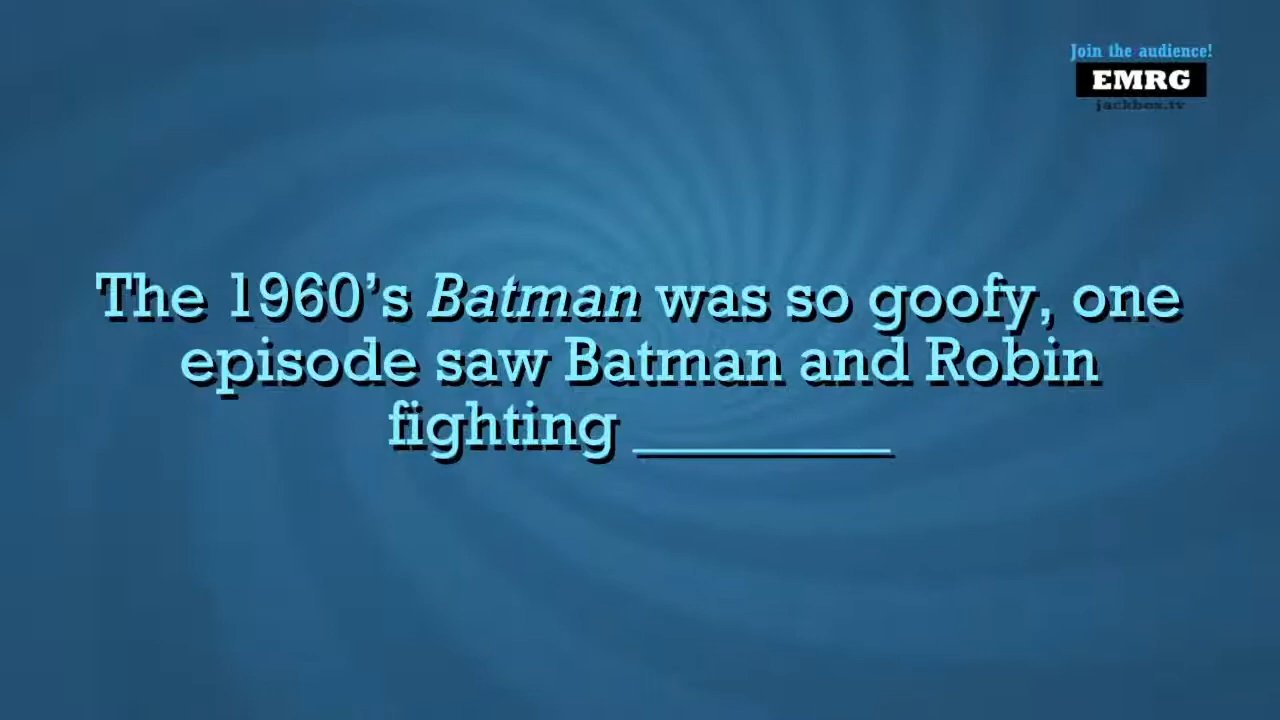 Join the audience!
EMRG
jackbox.tv
The 1960’s Batman was so goofy, one
episode saw Batman and Robin
fighting ________